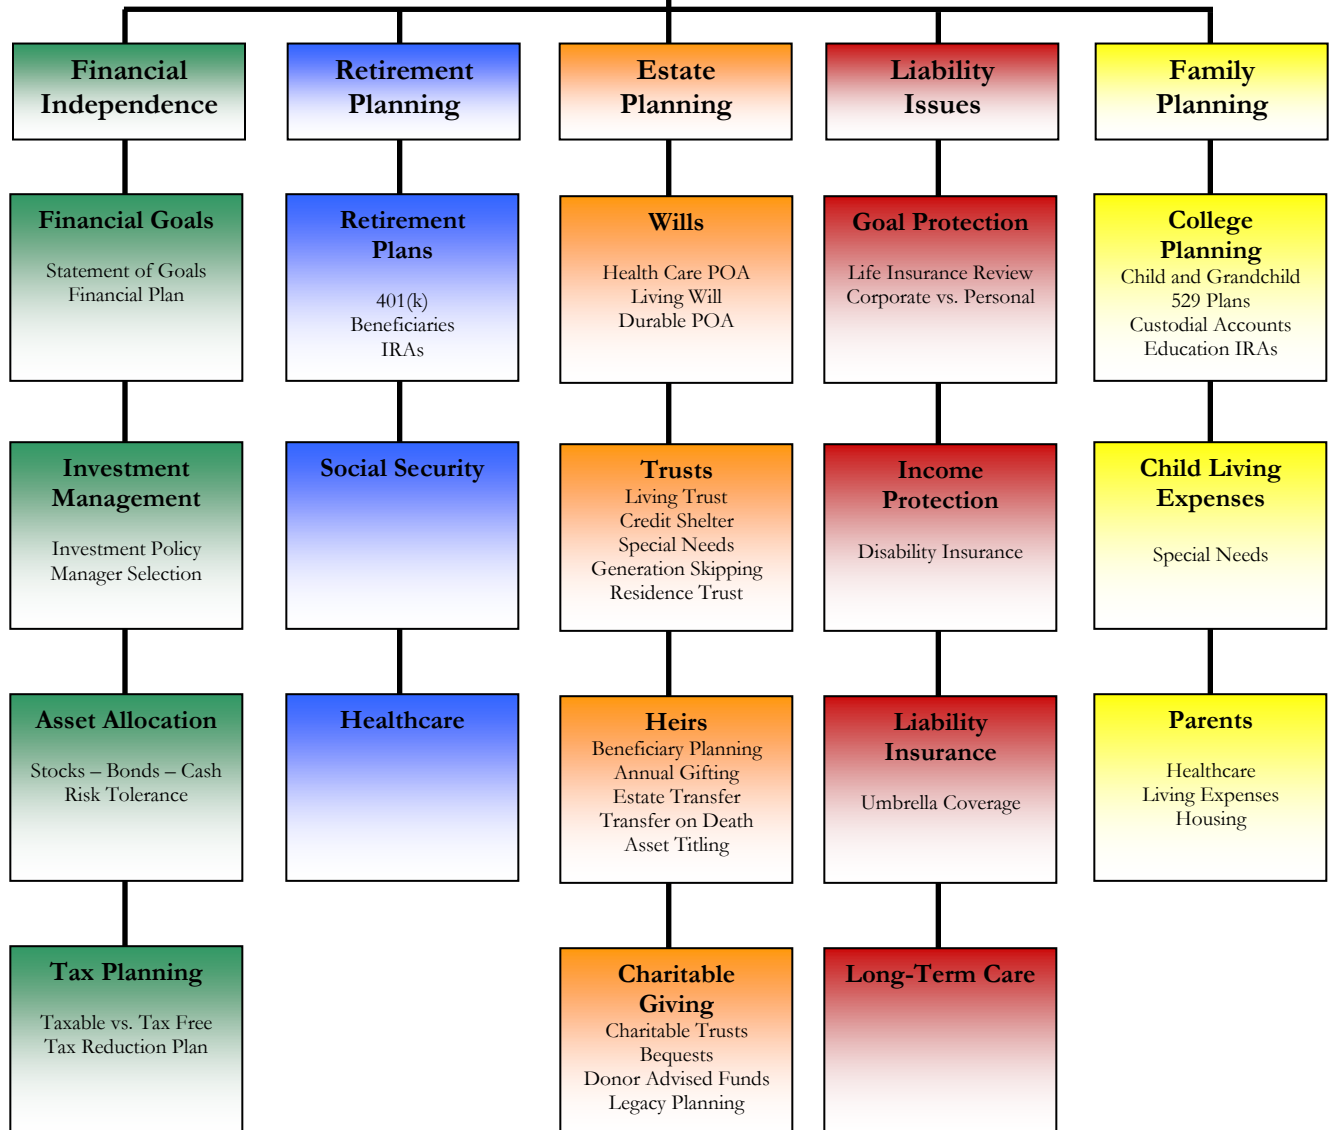 Financial
Independence
Retirement
Planning
Estate
Planning
Liability
Issues
Family
Planning
Financial Goals
Statement of Goals
Financial Plan
Retirement
Plans
401(k)
Beneficiaries
IRAs
Wills
Health Care POA
Living Will
Durable POA
Goal Protection
Life Insurance Review
Corporate vs. Personal
College
Planning
Child and Grandchild
529 Plans
Custodial Accounts
Education IRAs
Investment
Management
Investment Policy
Manager Selection
Social Security
Trusts
Living Trust
Credit Shelter
Special Needs
Generation Skipping
Residence Trust
Income
Protection
Disability Insurance
Child Living
Expenses
Special Needs
Asset Allocation
Stocks – Bonds – Cash
Risk Tolerance
Healthcare
Heirs
Beneficiary Planning
Annual Gifting
Estate Transfer
Transfer on Death
Asset Titling
Liability
Insurance
Umbrella Coverage
Parents
Healthcare
Living Expenses
Housing
Tax Planning
Taxable vs. Tax Free
Tax Reduction Plan
Charitable
Giving
Charitable Trusts
Bequests
Donor Advised Funds
Legacy Planning
Long-Term Care